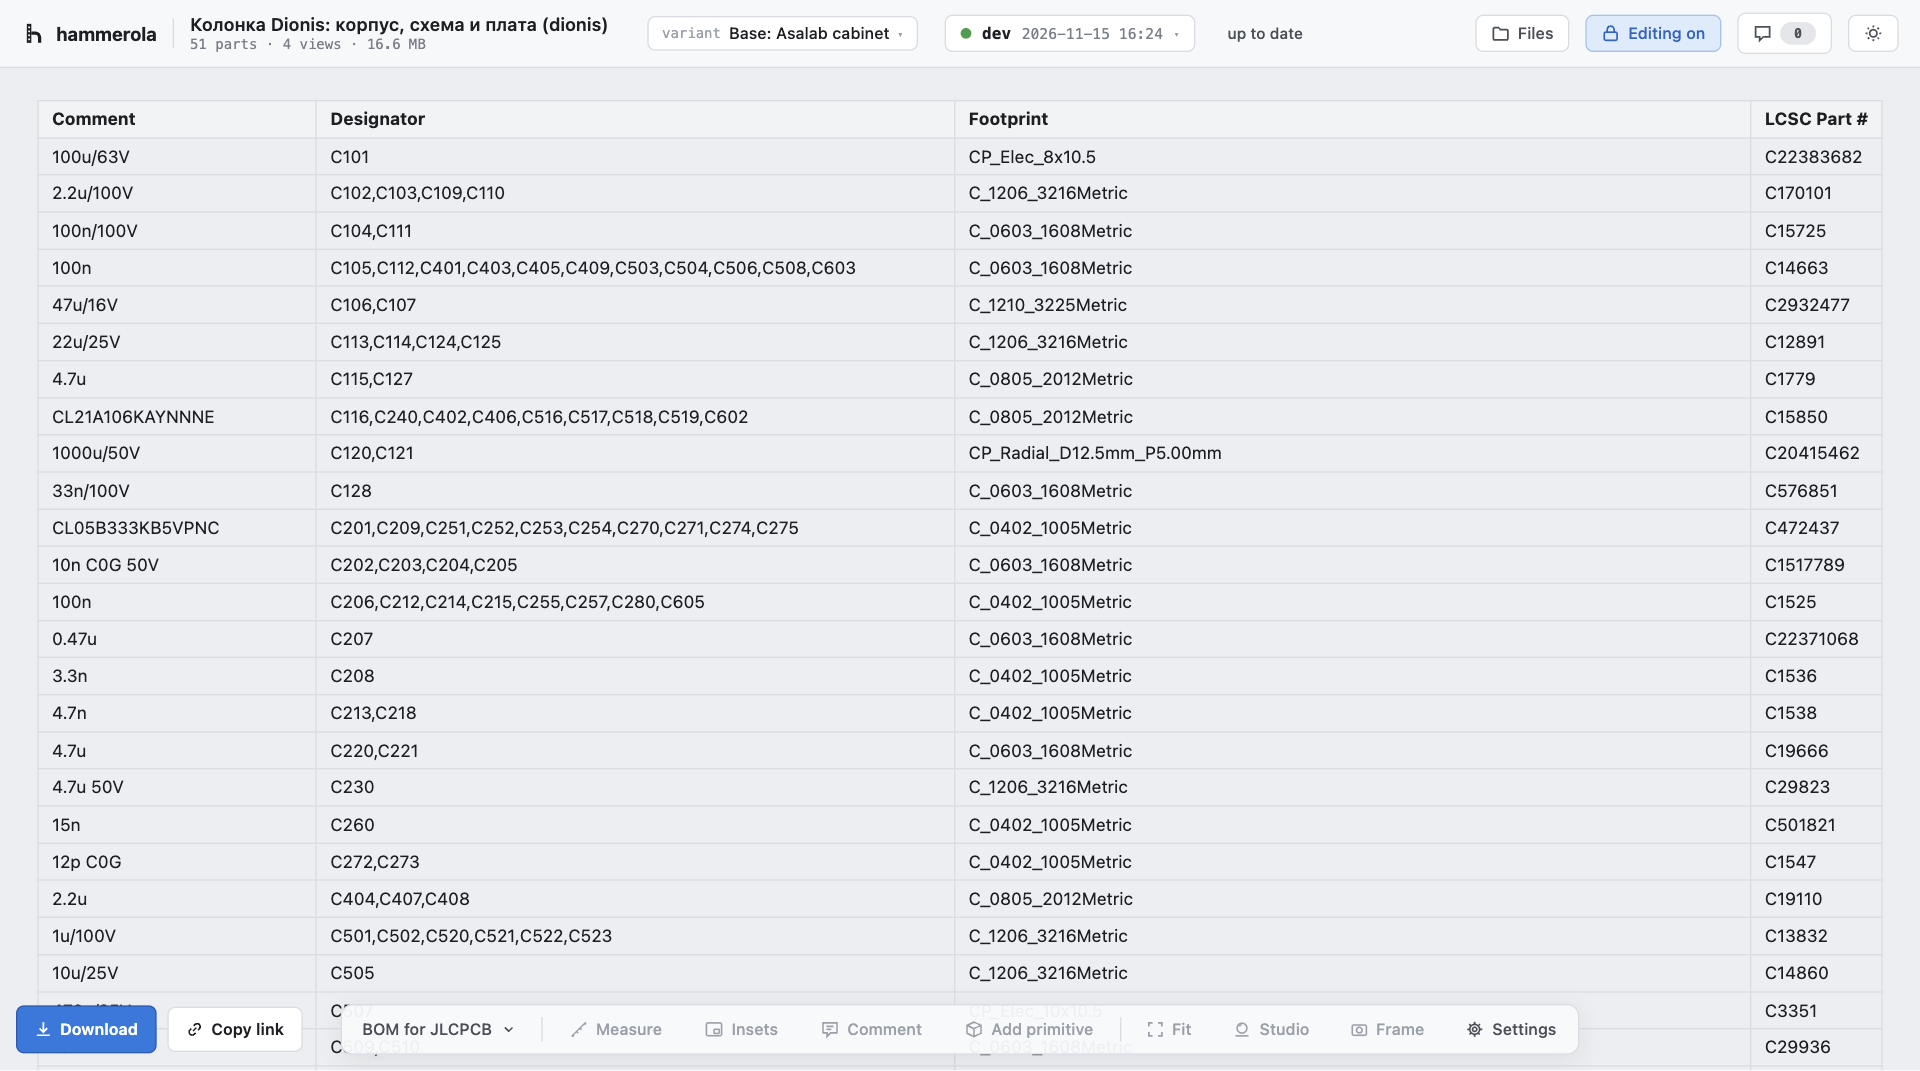 hammerola
Колонка Dionis: корпус, схема и плата (dionis)
51 parts · 4 views · 16.6 MB
variant Base: Asalab cabinet
dev 2026-11-15 16:24
up to date
Files
Editing on
0
Comment Designator Footprint LCSC Part #
100u/63V C101 CP_Elec_8x10.5 C22383682
2.2u/100V C102,C103,C109,C110 C_1206_3216Metric C170101
100n/100V C104,C111 C_0603_1608Metric C15725
100n C105,C112,C401,C403,C405,C409,C503,C504,C506,C508,C603 C_0603_1608Metric C14663
47u/16V C106,C107 C_1210_3225Metric C2932477
22u/25V C113,C114,C124,C125 C_1206_3216Metric C12891
4.7u C115,C127 C_0805_2012Metric C1779
CL21A106KAYNNNE C116,C240,C402,C406,C516,C517,C518,C519,C602 C_0805_2012Metric C15850
1000u/50V C120,C121 CP_Radial_D12.5mm_P5.00mm C20415462
33n/100V C128 C_0603_1608Metric C576851
CL05B333KB5VPNC C201,C209,C251,C252,C253,C254,C270,C271,C274,C275 C_0402_1005Metric C472437
10n C0G 50V C202,C203,C204,C205 C_0603_1608Metric C1517789
100n C206,C212,C214,C215,C255,C257,C280,C605 C_0402_1005Metric C1525
0.47u C207 C_0603_1608Metric C22371068
3.3n C208 C_0402_1005Metric C1536
4.7n C213,C218 C_0402_1005Metric C1538
4.7u C220,C221 C_0603_1608Metric C19666
4.7u 50V C230 C_1206_3216Metric C29823
15n C260 C_0402_1005Metric C501821
12p C0G C272,C273 C_0402_1005Metric C1547
2.2u C404,C407,C408 C_0805_2012Metric C19110
1u/100V C501,C502,C520,C521,C522,C523 C_1206_3216Metric C13832
10u/25V C505 C_1206_3216Metric C14860
C507 CP_Elec_10x10.5 C3351
C509,C510 C_0603_1608Metric C29936
Download
Copy link
BOM for JLCPCB
Measure
Insets
Comment
Add primitive
Fit
Studio
Frame
Settings